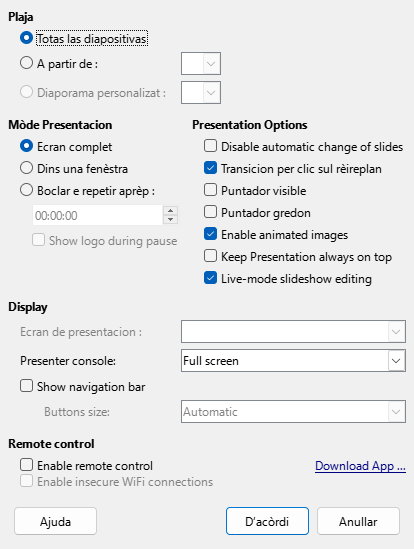 Plaja
Totas las diapositivas
A partir de :
Diaporama personalizat :
Mòde Presentacion
Ecran complet
Dins una fenèstra
Boclar e repetir aprèp :
00:00:00
Show logo during pause
Presentation Options
Disable automatic change of slides
Transicion per clic sul rèireplan
Puntador visible
Puntador gredon
Enable animated images
Keep Presentation always on top
Live-mode slideshow editing
Display
Ecran de presentacion :
Presenter console: Full screen
Show navigation bar
Buttons size: Automatic
Remote control
Enable remote control Download App ...
Enable insecure WiFi connections
Ajuda D'acòrdi Anullar